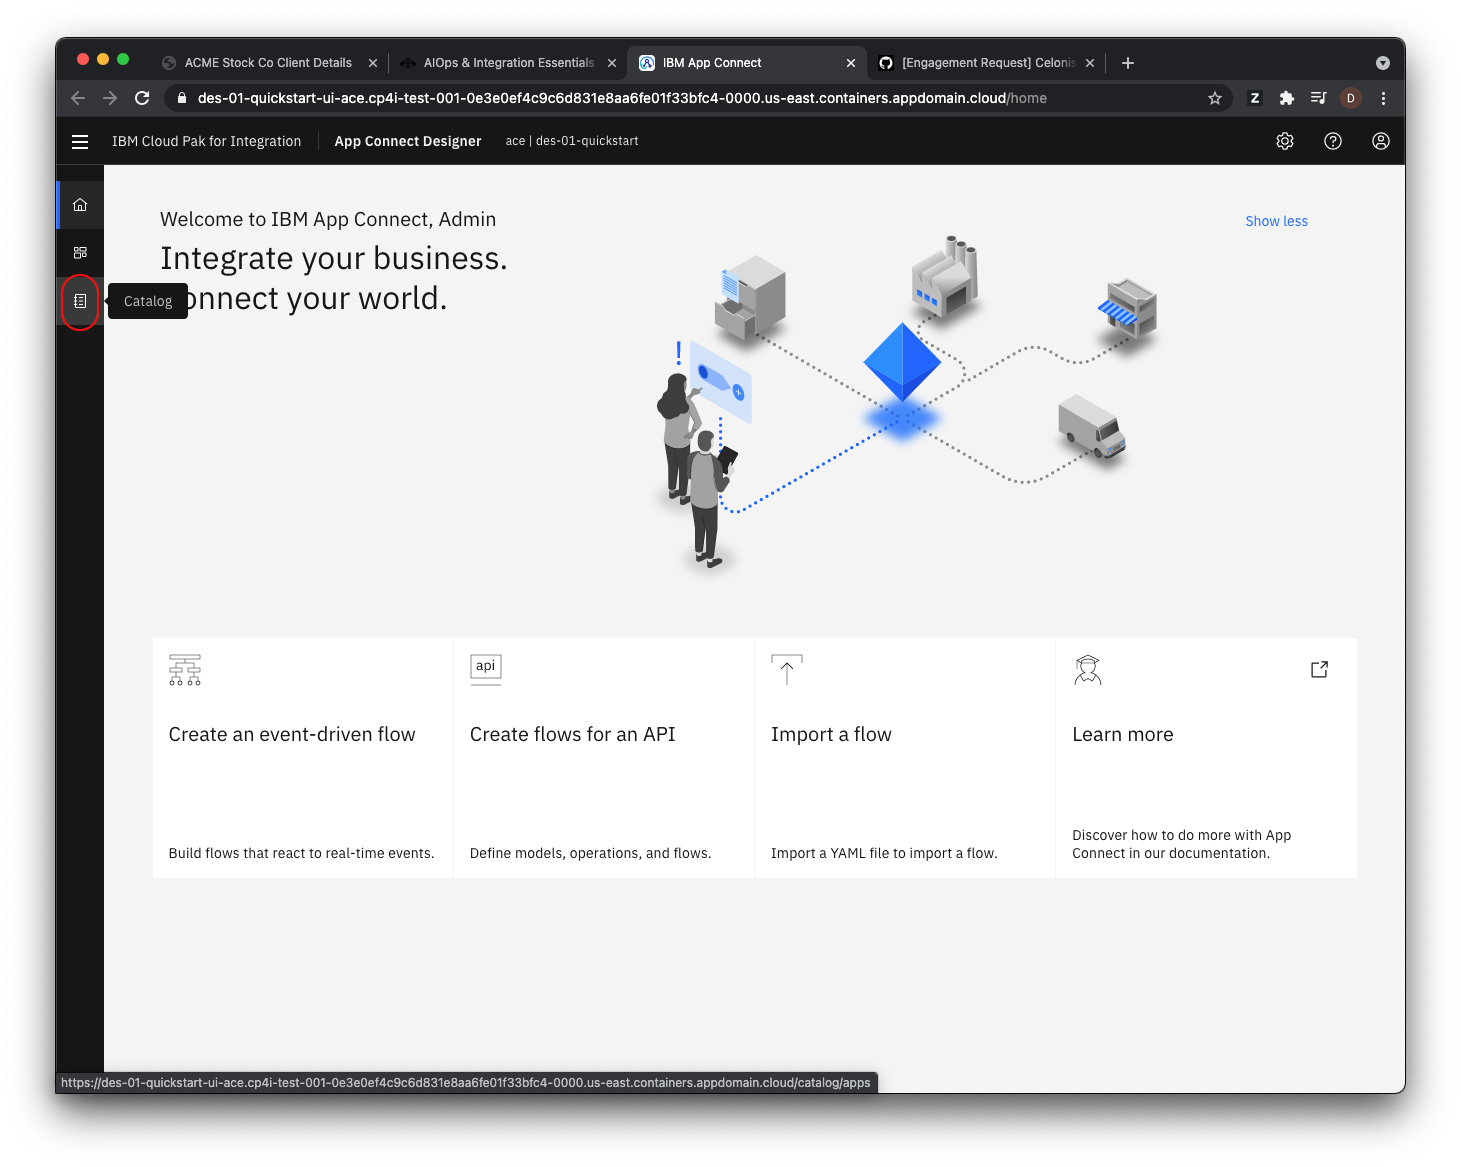 ACME Stock Co Client Details
AIOps & Integration Essentials
IBM App Connect
[Engagement Request] Celonis
des-01-quickstart-ui-ace.cp4i-test-001-0e3e0ef4c9c6d831e8aa6fe01f33bfc4-0000.us-east.containers.appdomain.cloud/home
Z
D
IBM Cloud Pak for Integration
App Connect Designer
ace | des-01-quickstart
Welcome to IBM App Connect, Admin
Show less
Integrate your business.
onnect your world.
Catalog
!
api
Create an event-driven flow
Create flows for an API
Import a flow
Learn more
Build flows that react to real-time events.
Define models, operations, and flows.
Import a YAML file to import a flow.
Discover how to do more with App
Connect in our documentation.
https://des-01-quickstart-ui-ace.cp4i-test-001-0e3e0ef4c9c6d831e8aa6fe01f33bfc4-0000.us-east.containers.appdomain.cloud/catalog/apps